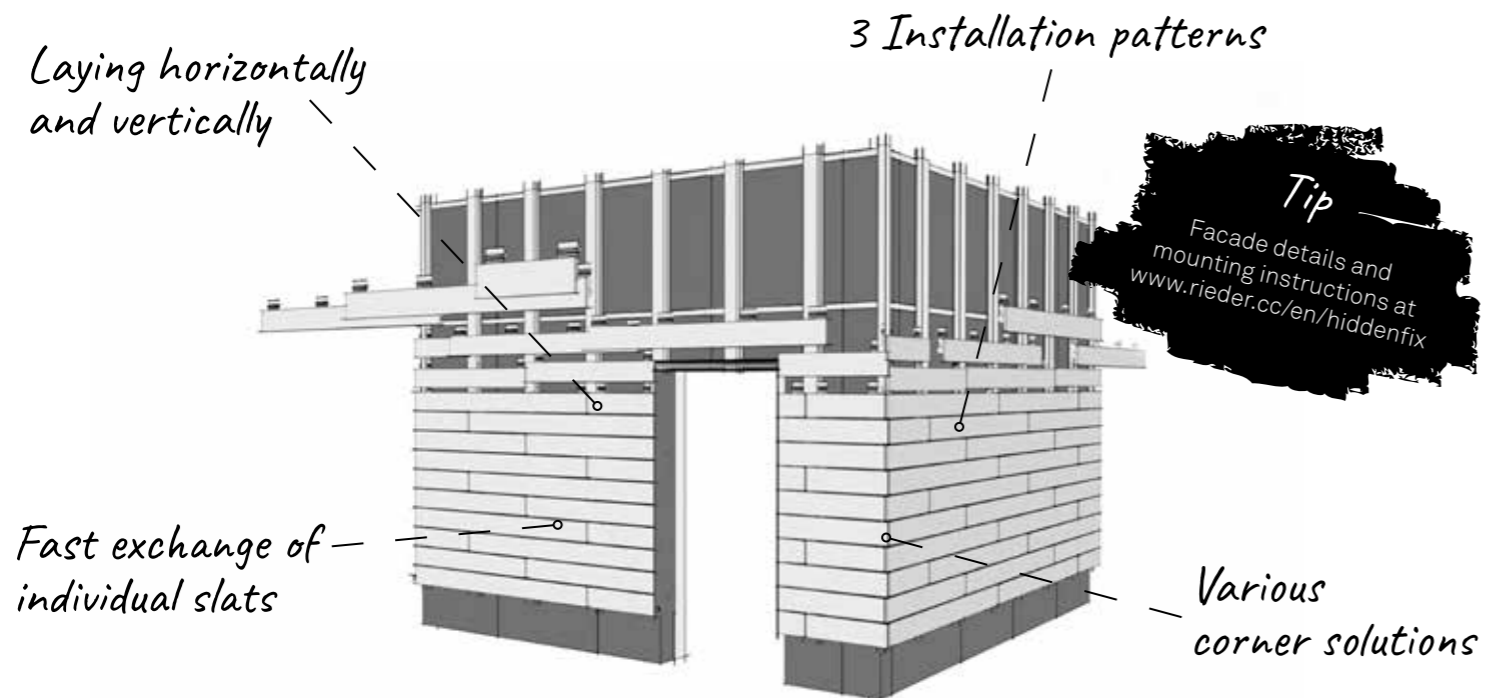 3 Installation patterns
Laying horizontally
and vertically
Tip
Facade details and
mounting instructions at
www.rieder.cc/en/hiddenfix
Fast exchange of
individual slats
Various
corner solutions